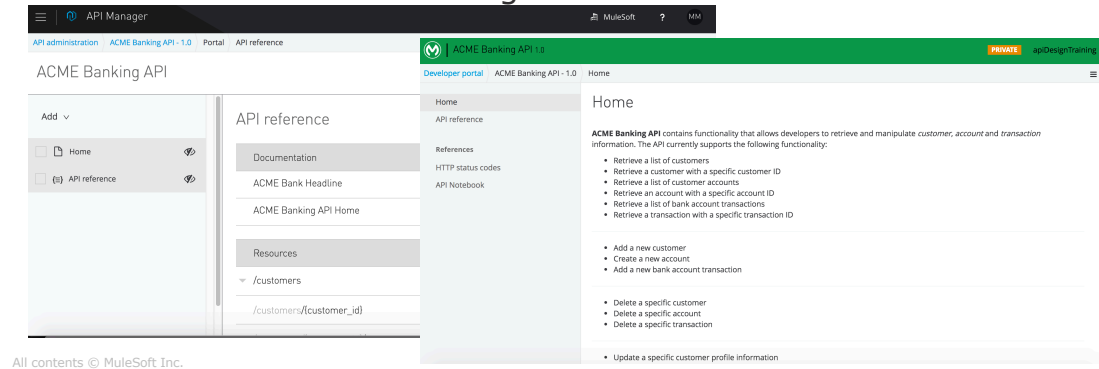 API Manager
MuleSoft ? MM
API administration ACME Banking API - 1.0 Portal API reference
ACME Banking API
Add
Home
API reference
API reference
Documentation
ACME Bank Headline
ACME Banking API Home
Resources
/customers
/customers/{customer_id}
ACME Banking API 1.0
PRIVATE apiDesignTraining
Developer portal ACME Banking API - 1.0 Home
Home
API reference
References
HTTP status codes
API Notebook
Home
ACME Banking API contains functionality that allows developers to retrieve and manipulate customer, account and transaction
information. The API currently supports the following functionality:
• Retrieve a list of customers
• Retrieve a customer with a specific customer ID
• Retrieve a list of customer accounts
• Retrieve an account with a specific account ID
• Retrieve a list of bank account transactions
• Retrieve a transaction with a specific transaction ID
• Add a new customer
• Create a new account
• Add a new bank account transaction
• Delete a specific customer
• Delete a specific account
• Delete a specific transaction
• Update a specific customer profile information
All contents © MuleSoft Inc.